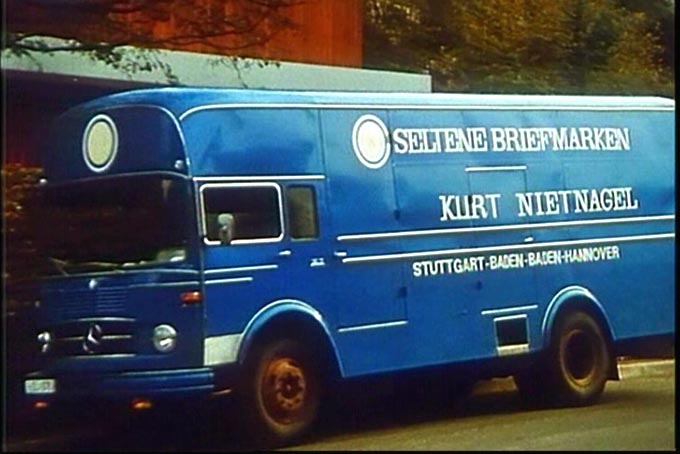 SELTENE BRIEFMARKEN
KURT NIETNAGEL
STUTTGART-BADEN-BADEN-HANNOVER